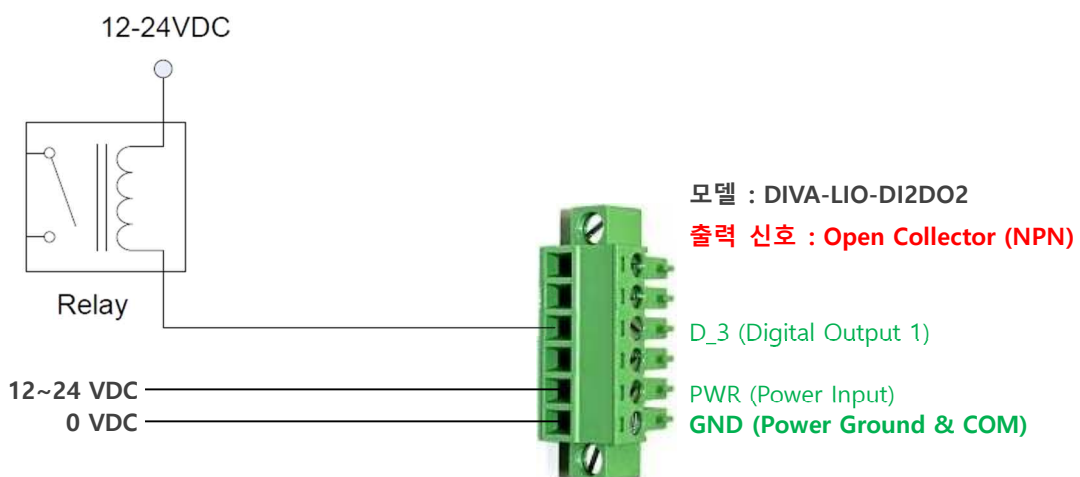 12-24VDC
모델 : DIVA-LIO-DI2DO2
출력 신호 : Open Collector (NPN)
Relay
D_3 (Digital Output 1)
12~24 VDC
PWR (Power Input)
0 VDC
GND (Power Ground & COM)